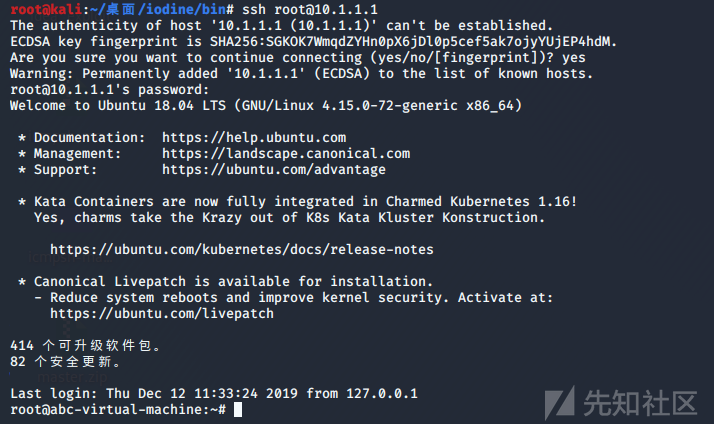 root@kali:~/桌面/iodine/bin# ssh root@10.1.1.1
The authenticity of host '10.1.1.1 (10.1.1.1)' can't be established.
ECDSA key fingerprint is SHA256:SGKOK7WmqdZYHn0pX6jDl0p5cef5ak7ojyYUjEP4hdM.
Are you sure you want to continue connecting (yes/no/[fingerprint])? yes
Warning: Permanently added '10.1.1.1' (ECDSA) to the list of known hosts.
root@10.1.1.1's password:
Welcome to Ubuntu 18.04 LTS (GNU/Linux 4.15.0-72-generic x86_64)
* Documentation:  https://help.ubuntu.com
* Management:     https://landscape.canonical.com
* Support:        https://ubuntu.com/advantage
* Kata Containers are now fully integrated in Charmed Kubernetes 1.16!
Yes, charms take the Krazy out of K8s Kata Kluster Konstruction.
https://ubuntu.com/kubernetes/docs/release-notes
* Canonical Livepatch is available for installation.
- Reduce system reboots and improve kernel security. Activate at:
https://ubuntu.com/livepatch
414 个可升级软件包。
82 个安全更新。
Last login: Thu Dec 12 11:33:24 2019 from 127.0.0.1
root@abc-virtual-machine:~#
先知社区